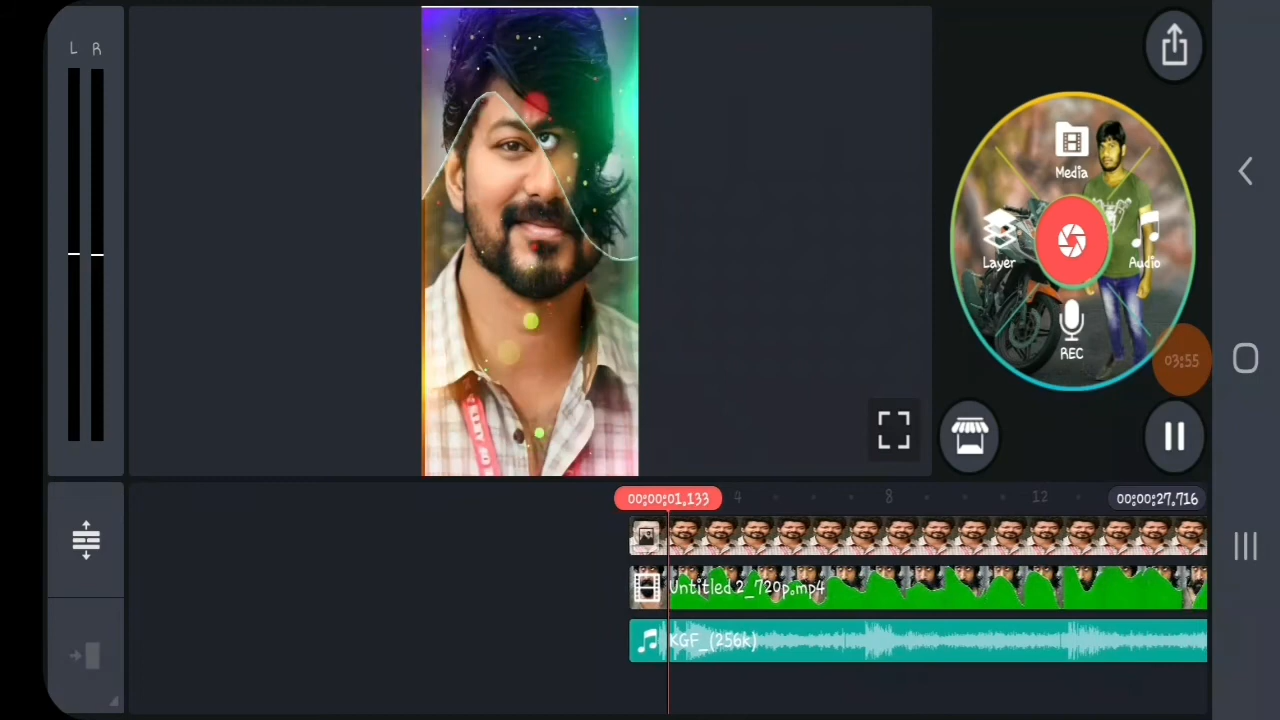 L R
Media
Layer
Audio
REC
03:55
00:00:01,133
4
8
12
00:00:27,716
Untitled 2_720p.mp4
KGF_(256k)